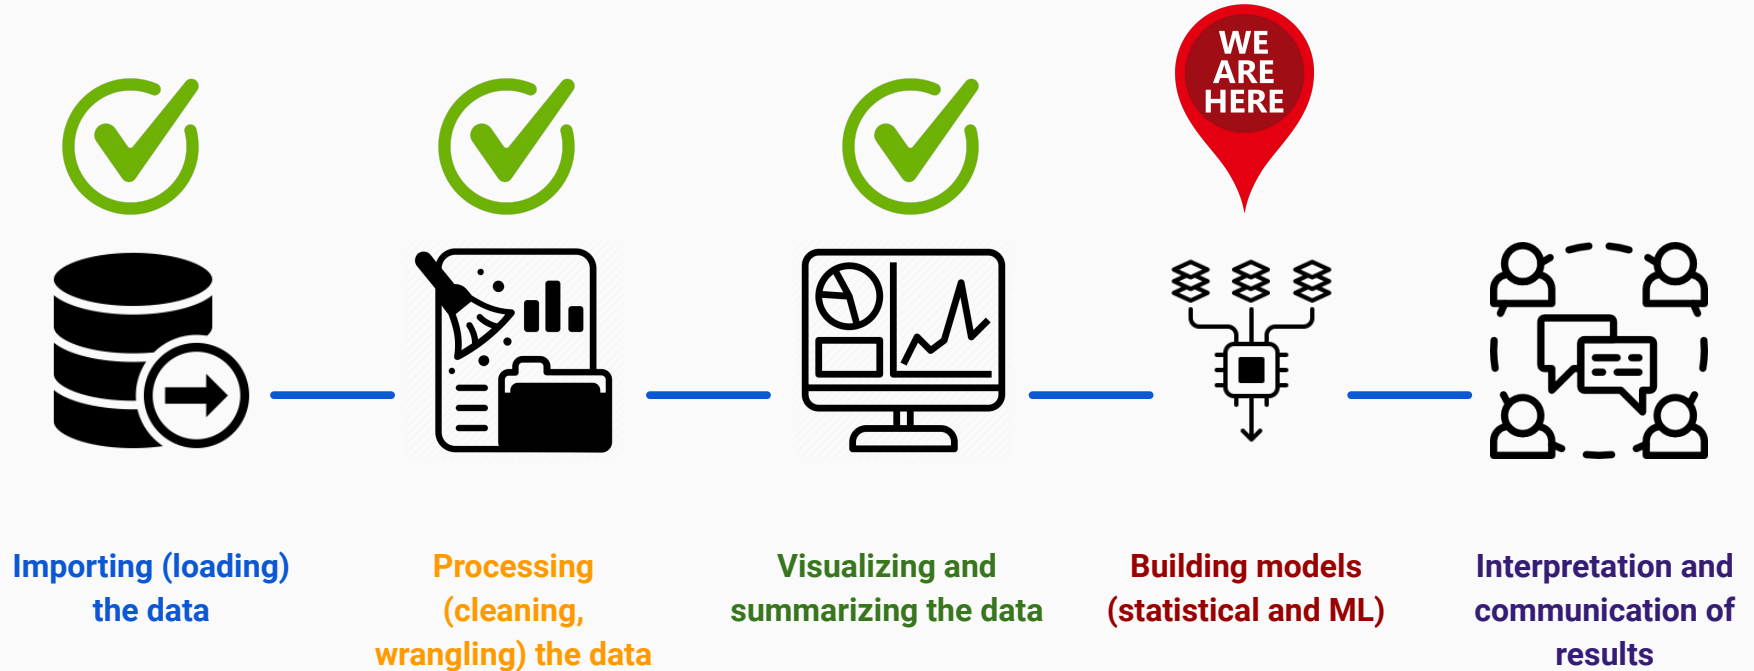 WE
ARE
HERE
Importing (loading)
the data
Processing
(cleaning,
wrangling) the data
Visualizing and
summarizing the data
Building models
(statistical and ML)
Interpretation and
communication of
results